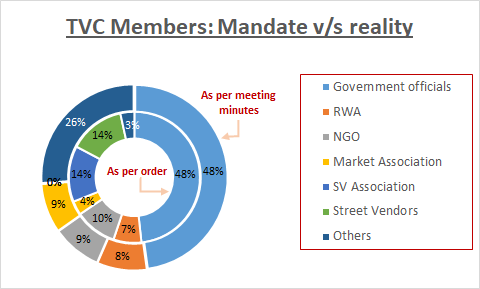 TVC Members: Mandate v/s reality
As per meeting
minutes
As per order
48%
8%
9%
9%
0%
26%
48%
7%
10%
4%
14%
14%
3%
Government officials
RWA
NGO
Market Association
SV Association
Street Vendors
Others